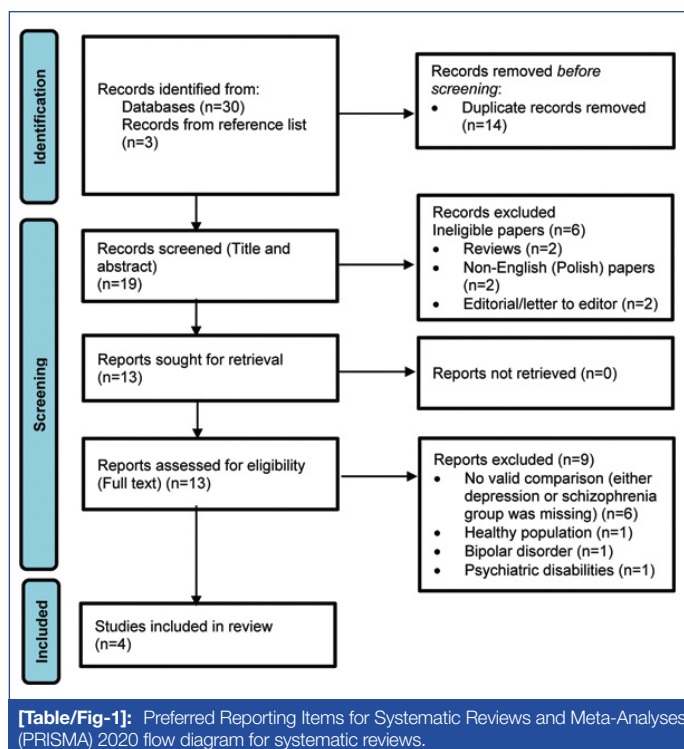 Identification
Records identified from:
Databases (n=30)
Records from reference list
(n=3)
Records removed before
screening:
• Duplicate records removed
(n=14)
Screening
Records screened (Title and
abstract)
(n=19)
Records excluded
Ineligible papers (n=6)
• Reviews (n=2)
• Non-English (Polish) papers
(n=2)
• Editorial/letter to editor (n=2)
Reports sought for retrieval
(n=13)
Reports not retrieved (n=0)
Reports assessed for eligibility
(Full text) (n=13)
Reports excluded (n=9)
• No valid comparison (either
depression or schizophrenia
group was missing) (n=6)
• Healthy population (n=1)
• Bipolar disorder (n=1)
• Psychiatric disabilities (n=1)
Included
Studies included in review
(n=4)
[Table/Fig-1]: Preferred Reporting Items for Systematic Reviews and Meta-Analyses
(PRISMA) 2020 flow diagram for systematic reviews.